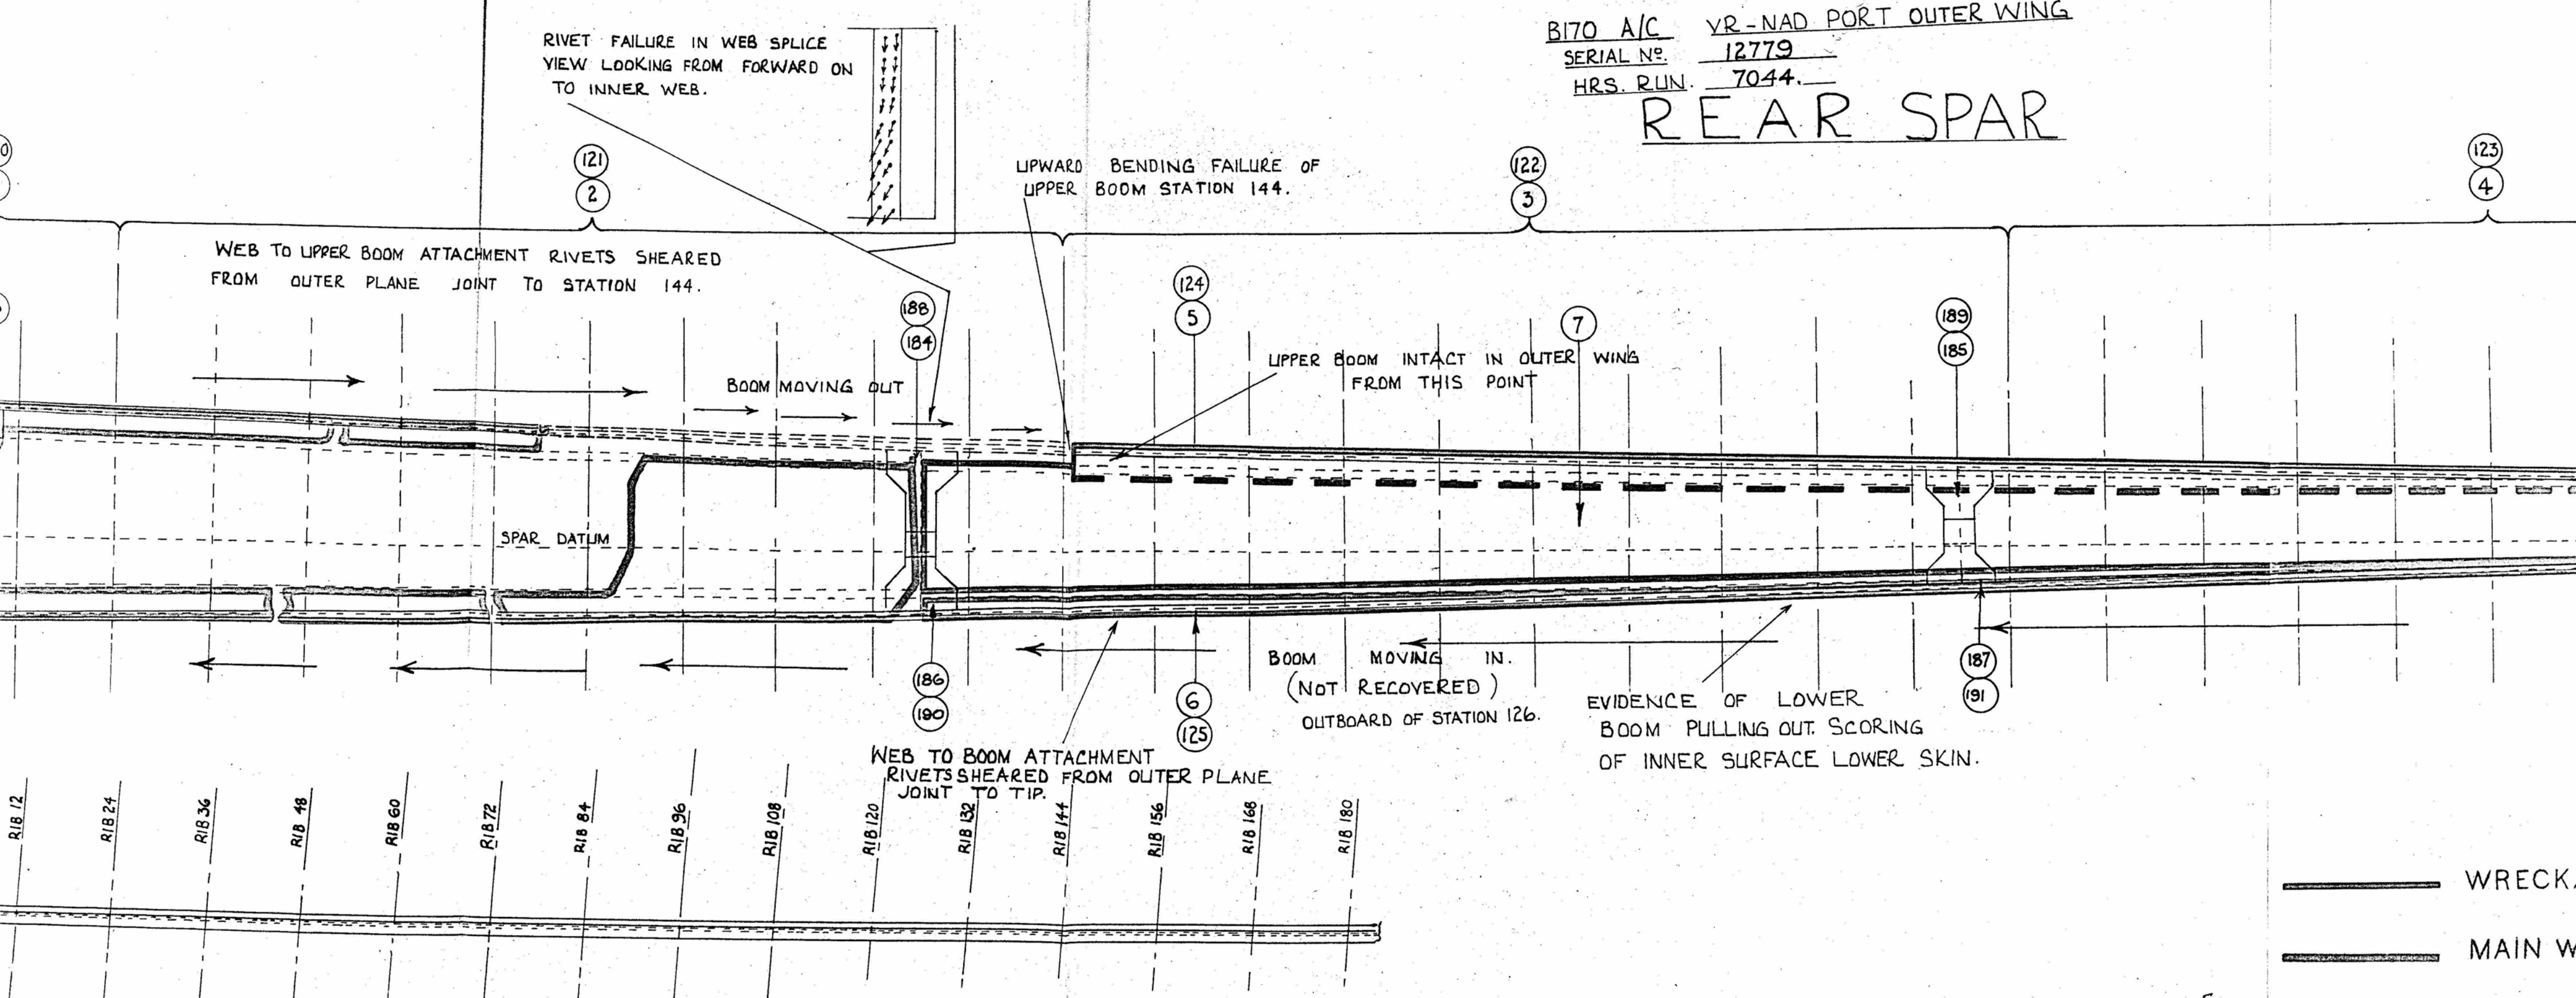 B170 A/C VR-NAD PORT OUTER WING
SERIAL Nº. 12779
HRS. RUN. 7044.
REAR SPAR
RIVET FAILURE IN WEB SPLICE
VIEW LOOKING FROM FORWARD ON
TO INNER WEB.
121
2
UPWARD BENDING FAILURE OF
UPPER BOOM STATION 144.
122
3
123
4
WEB TO UPPER BOOM ATTACHMENT RIVETS SHEARED
FROM OUTER PLANE JOINT TO STATION 144.
188
184
124
5
7
189
185
BOOM MOVING OUT
UPPER BOOM INTACT IN OUTER WING
FROM THIS POINT
SPAR DATUM
186
190
6
125
BOOM MOVING IN.
(NOT RECOVERED)
OUTBOARD OF STATION 126.
187
191
EVIDENCE OF LOWER
BOOM PULLING OUT. SCORING
OF INNER SURFACE LOWER SKIN.
WEB TO BOOM ATTACHMENT
RIVETS SHEARED FROM OUTER PLANE
JOINT TO TIP.
RIB 12
RIB 24
RIB 36
RIB 48
RIB 60
RIB 72
RIB 84
RIB 96
RIB 108
RIB 120
RIB 132
RIB 144
RIB 156
RIB 168
RIB 180
WRECK
MAIN W